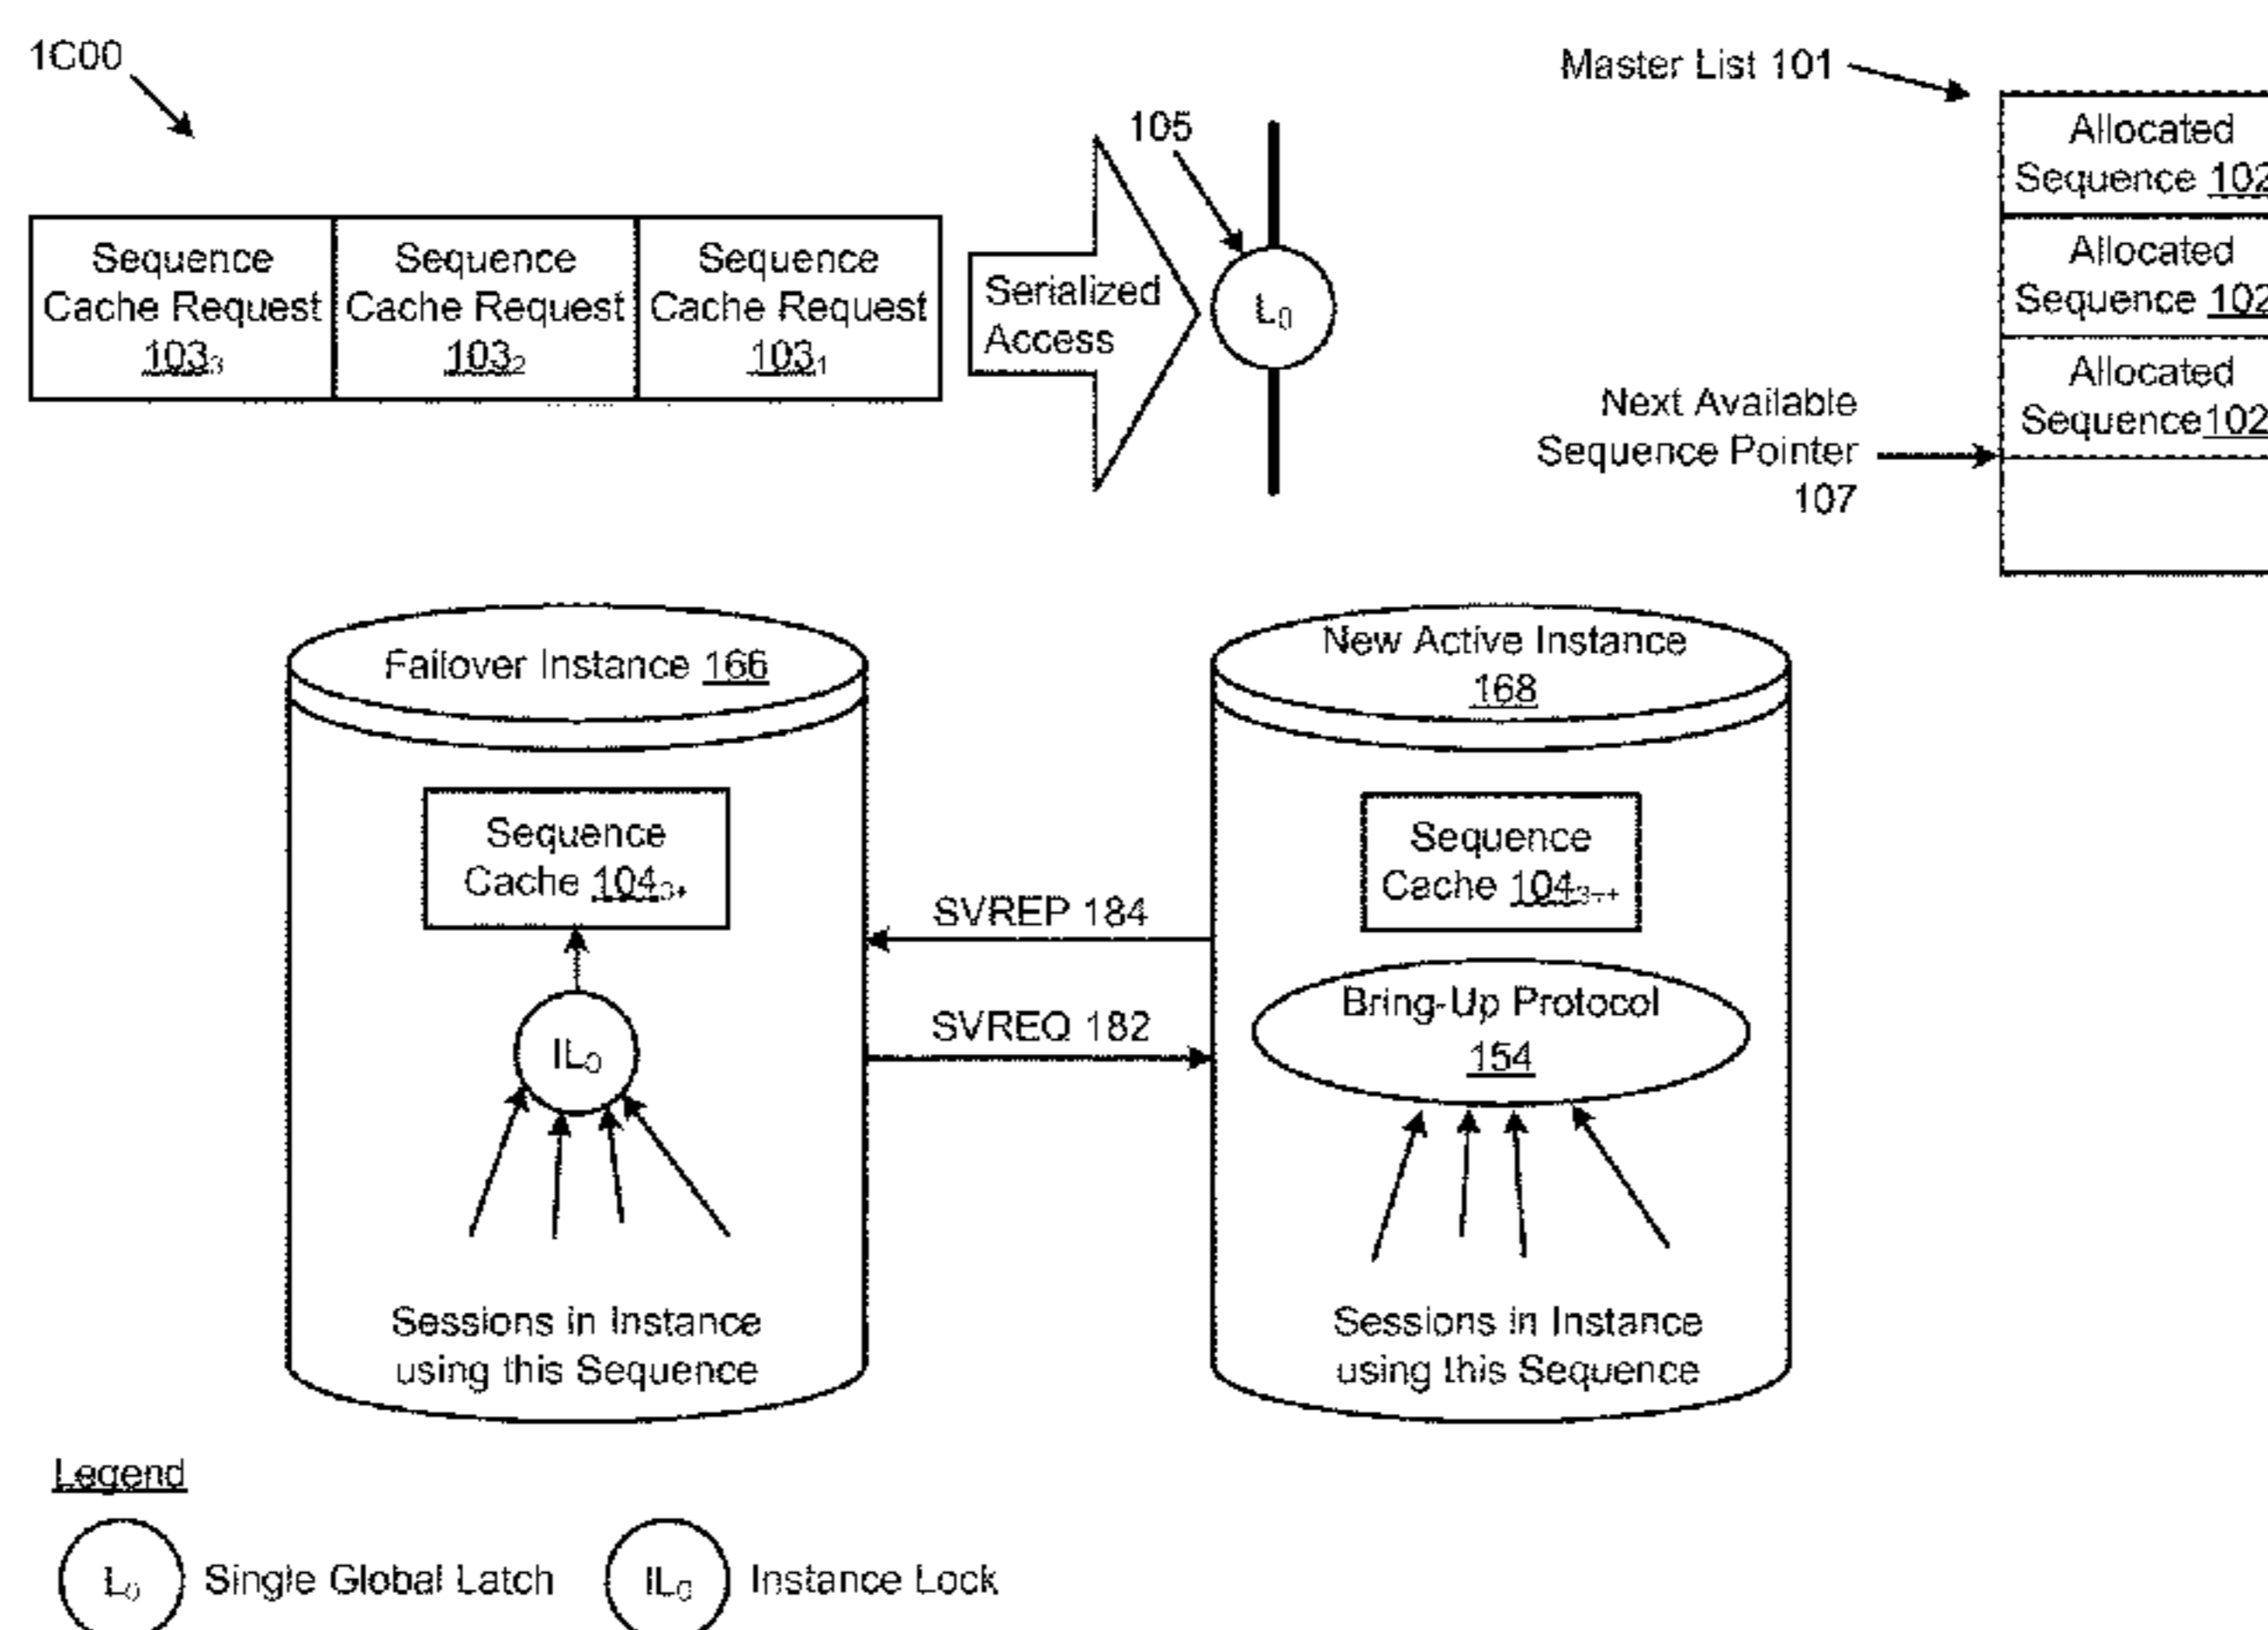 1C00
Sequence
Cache Request
103₃
Sequence
Cache Request
103₂
Sequence
Cache Request
103₁
Serialized
Access
105
L₀
Master List 101
Allocated
Sequence 102
Allocated
Sequence 102
Allocated
Sequence102
Next Available
Sequence Pointer
107
Failover Instance 166
Sequence
Cache 104₃₊
IL₀
Sessions in Instance
using this Sequence
SVREP 184
SVREQ 182
New Active Instance
168
Sequence
Cache 104₃₊₊
Bring-Up Protocol
154
Sessions in Instance
using this Sequence
Legend
L₀ Single Global Latch
IL₀ Instance Lock